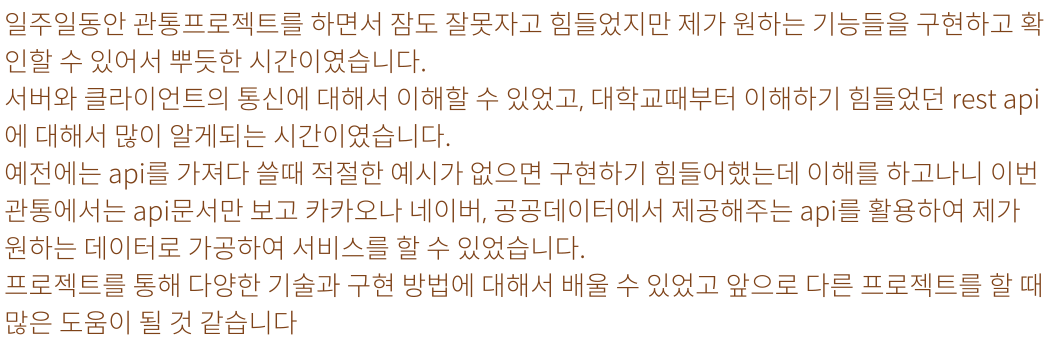 일주일동안 관통프로젝트를 하면서 잠도 잘못자고 힘들었지만 제가 원하는 기능들을 구현하고 확
인할 수 있어서 뿌듯한 시간이였습니다.
서버와 클라이언트의 통신에 대해서 이해할 수 있었고, 대학교때부터 이해하기 힘들었던 rest api
에 대해서 많이 알게되는 시간이였습니다.
예전에는 api를 가져다 쓸때 적절한 예시가 없으면 구현하기 힘들어했는데 이해를 하고나니 이번
관통에서는 api문서만 보고 카카오나 네이버, 공공데이터에서 제공해주는 api를 활용하여 제가
원하는 데이터로 가공하여 서비스를 할 수 있었습니다.
프로젝트를 통해 다양한 기술과 구현 방법에 대해서 배울 수 있었고 앞으로 다른 프로젝트를 할 때
많은 도움이 될 것 같습니다